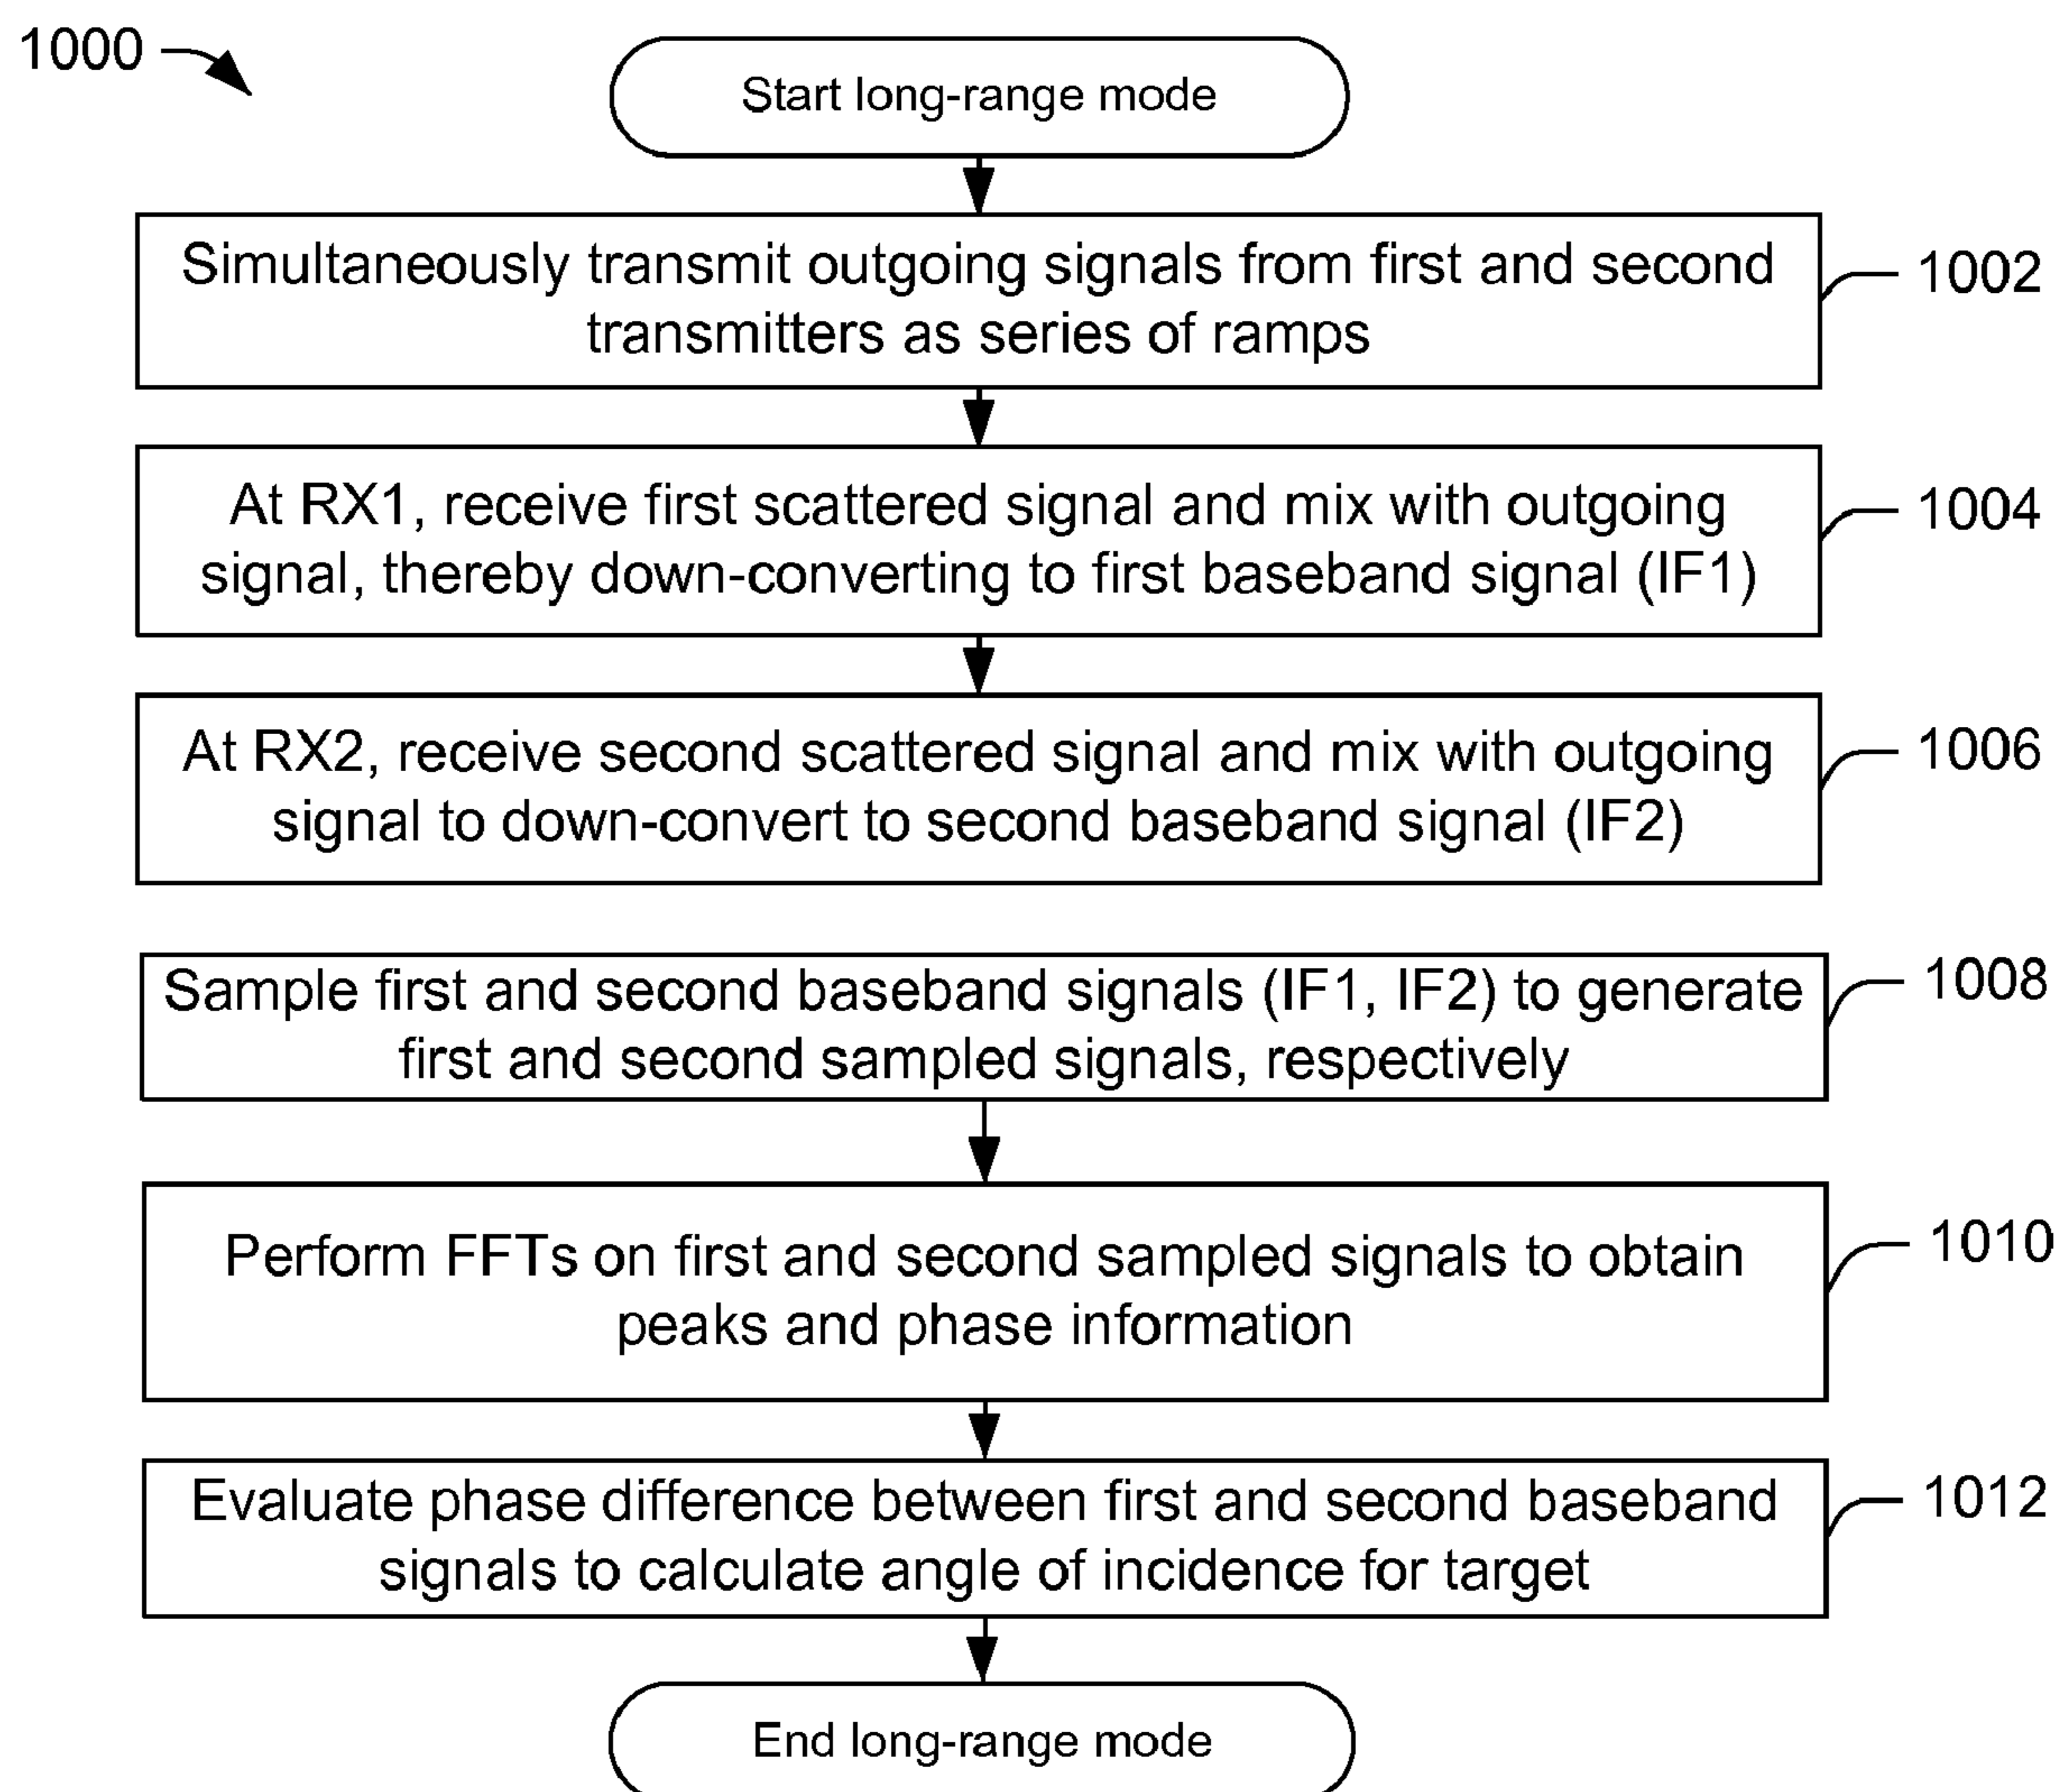 1000
Start long-range mode
Simultaneously transmit outgoing signals from first and second
transmitters as series of ramps
1002
At RX1, receive first scattered signal and mix with outgoing
signal, thereby down-converting to first baseband signal (IF1)
1004
At RX2, receive second scattered signal and mix with outgoing
signal to down-convert to second baseband signal (IF2)
1006
Sample first and second baseband signals (IF1, IF2) to generate
first and second sampled signals, respectively
1008
Perform FFTs on first and second sampled signals to obtain
peaks and phase information
1010
Evaluate phase difference between first and second baseband
signals to calculate angle of incidence for target
1012
End long-range mode